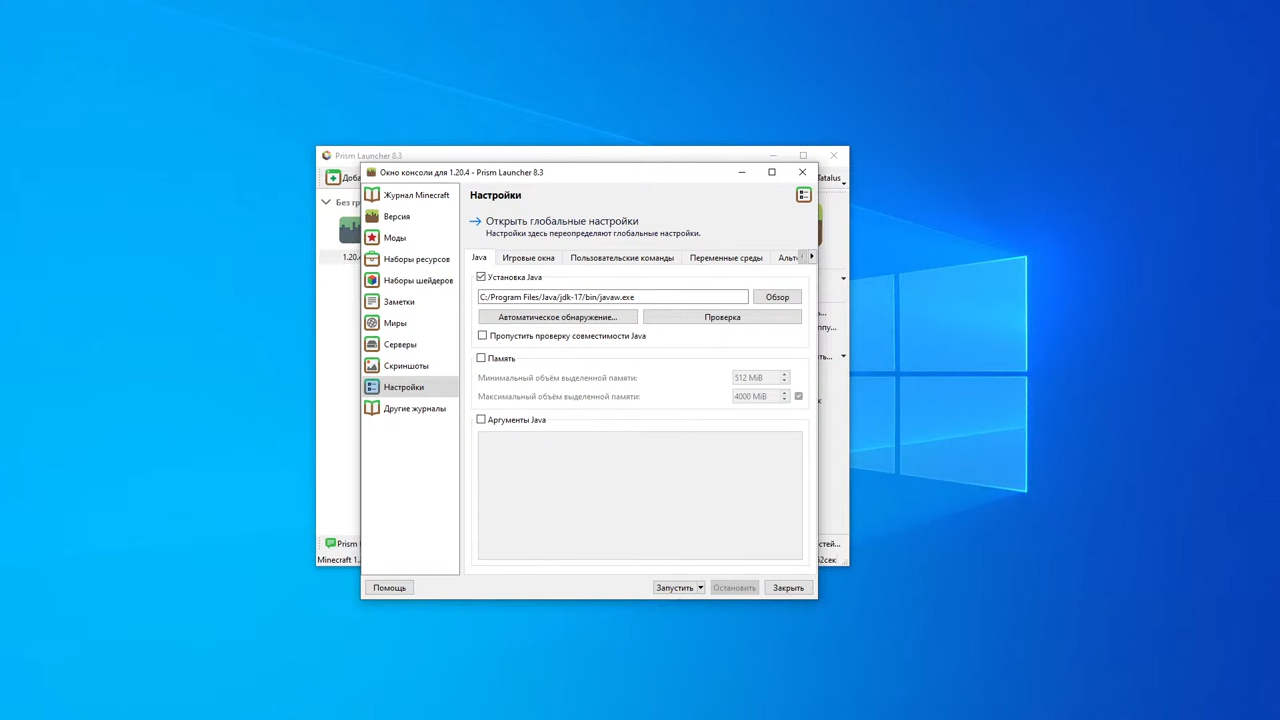 Prism Launcher 8.3
Окно консоли для 1.20.4 - Prism Launcher 8.3
Журнал Minecraft
Версия
Моды
Наборы ресурсов
Наборы шейдеров
Заметки
Миры
Серверы
Скриншоты
Настройки
Другие журналы
Настройки
Открыть глобальные настройки
Настройки здесь переопределяют глобальные настройки.
Java Игровые окна Пользовательские команды Переменные среды
Установка Java
C:/Program Files/Java/jdk-17/bin/javaw.exe Обзор
Автоматическое обнаружение... Проверка
Пропустить проверку совместимости Java
Память
Минимальный объём выделенной памяти: 512 MiB
Максимальный объём выделенной памяти: 4000 MiB
Аргументы Java
Помощь Запустить Остановить Закрыть